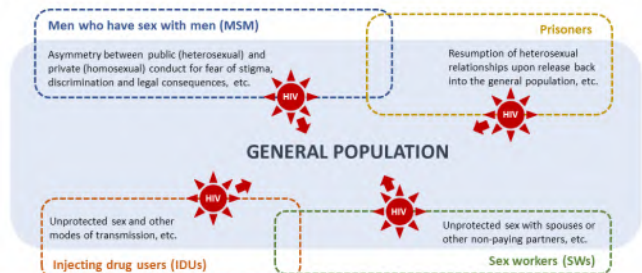 Men who have sex with men (MSM)
Asymmetry between public (heterosexual) and
private (homosexual) conduct for fear of stigma,
discrimination and legal consequences, etc.
HIV
Prisoners
Resumption of heterosexual
relationships upon release back
into the general population, etc.
HIV
GENERAL POPULATION
HIV
Unprotected sex and other
modes of transmission, etc.
Injecting drug users (IDUs)
HIV
Unprotected sex with spouses or
other non-paying partners, etc.
Sex workers (SWs)